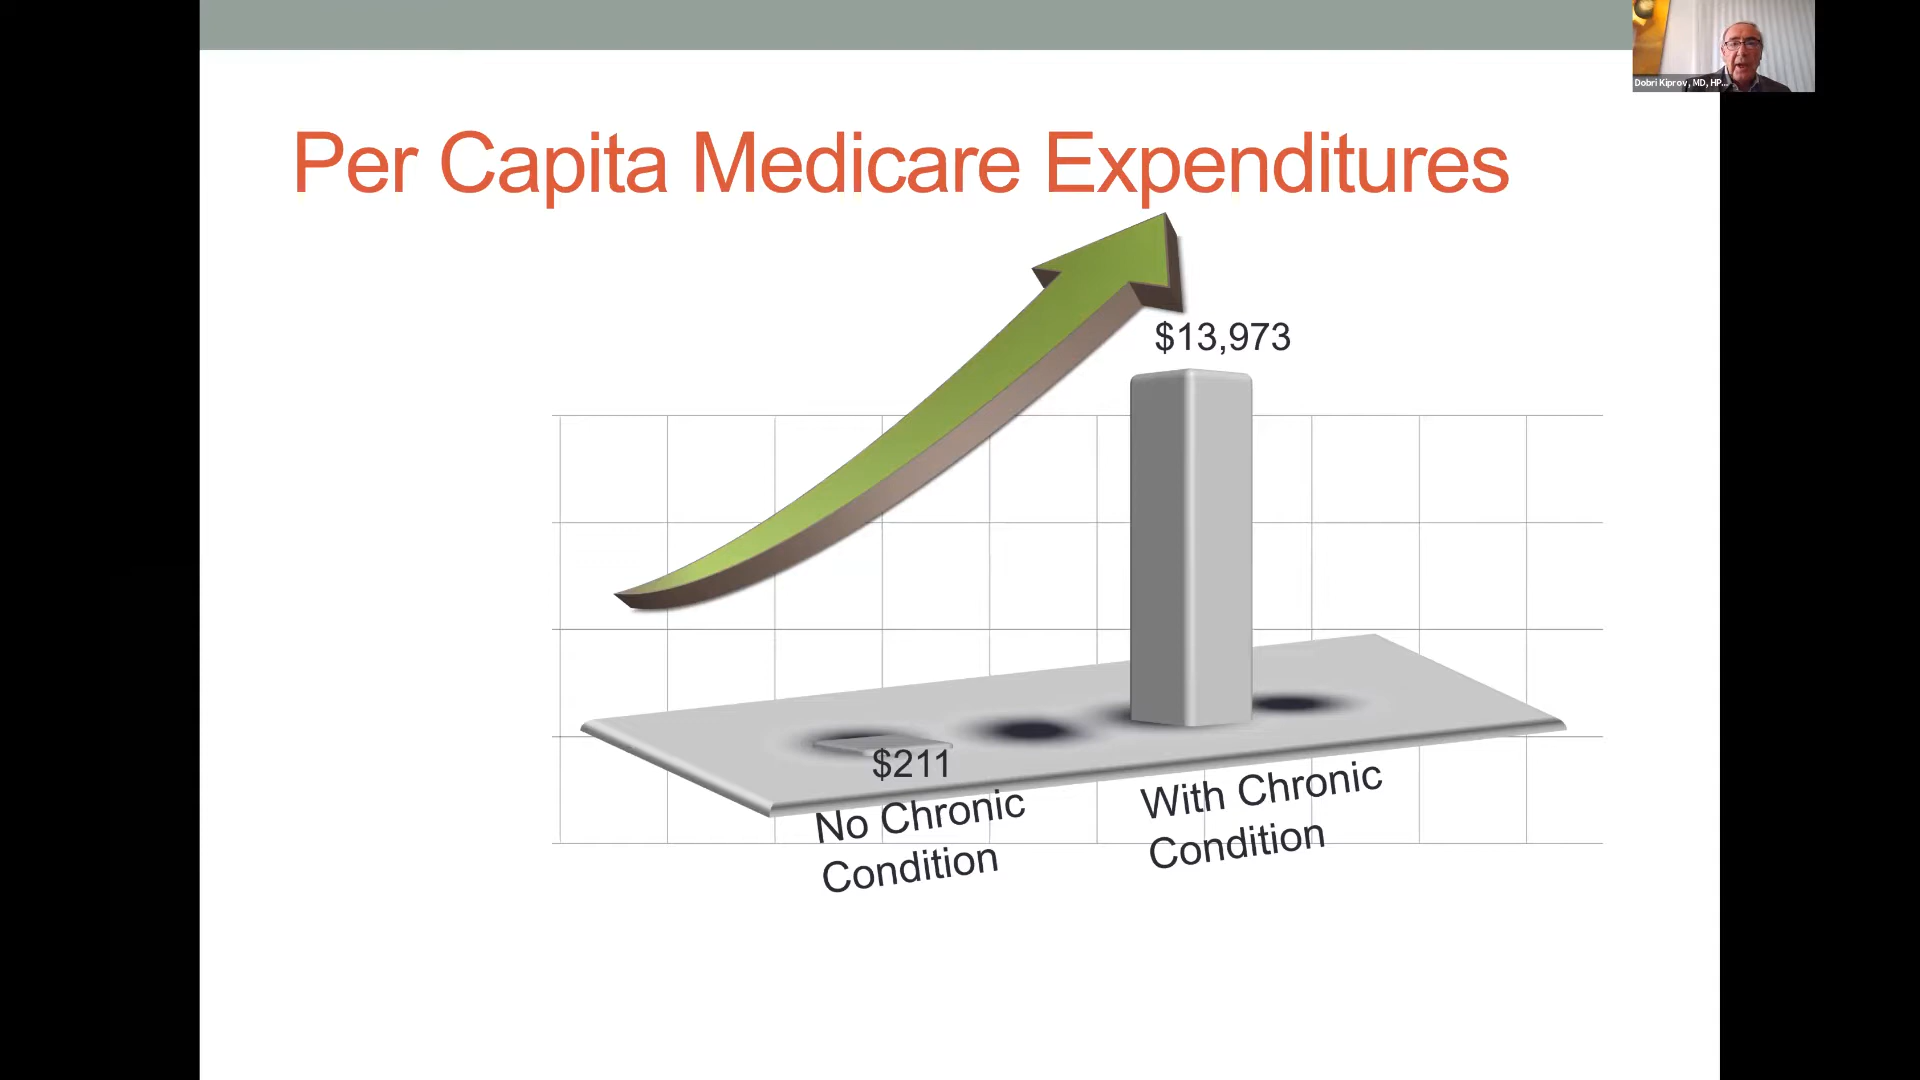 Dobri Kiprov, MD, HP...
Per Capita Medicare Expenditures
$13,973
$211
No Chronic
Condition
With Chronic
Condition